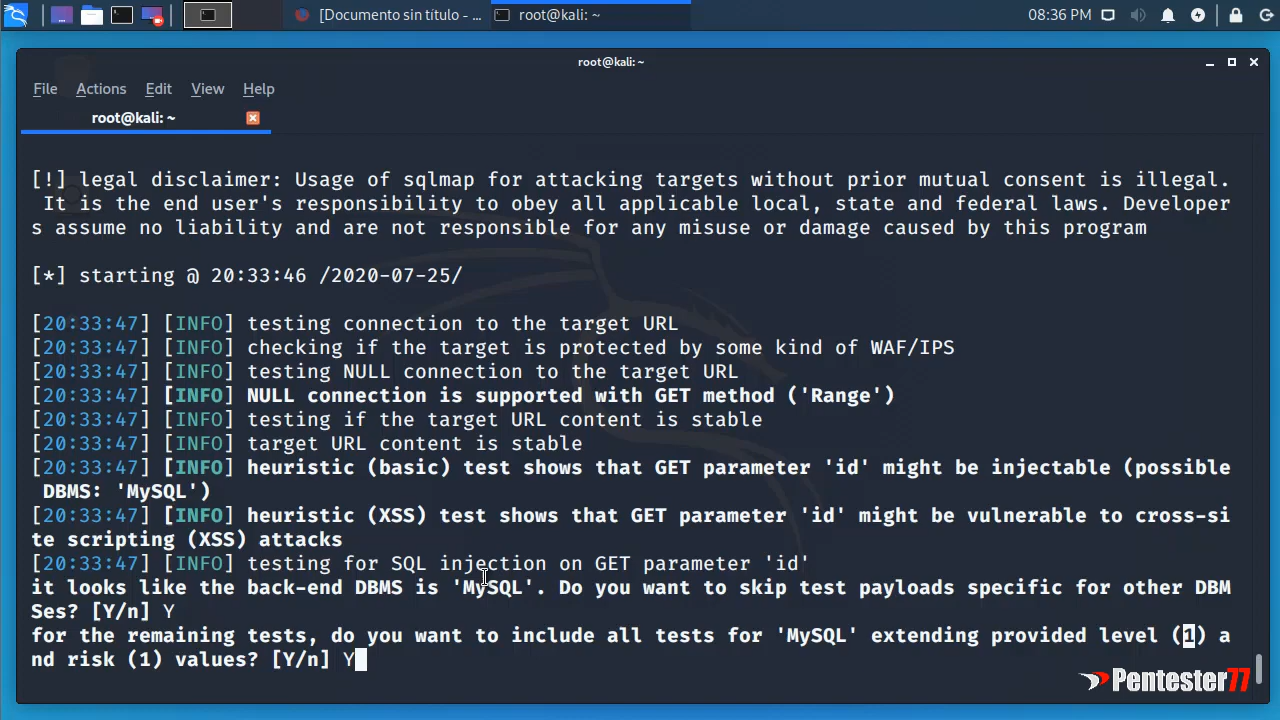 [Documento sin título - ...
root@kali: ~
08:36 PM
root@kali: ~
File Actions Edit View Help
root@kali: ~
[!] legal disclaimer: Usage of sqlmap for attacking targets without prior mutual consent is illegal.
It is the end user's responsibility to obey all applicable local, state and federal laws. Developer
s assume no liability and are not responsible for any misuse or damage caused by this program
[*] starting @ 20:33:46 /2020-07-25/
[20:33:47] [INFO] testing connection to the target URL
[20:33:47] [INFO] checking if the target is protected by some kind of WAF/IPS
[20:33:47] [INFO] testing NULL connection to the target URL
[20:33:47] [INFO] NULL connection is supported with GET method ('Range')
[20:33:47] [INFO] testing if the target URL content is stable
[20:33:47] [INFO] target URL content is stable
[20:33:47] [INFO] heuristic (basic) test shows that GET parameter 'id' might be injectable (possible
DBMS: 'MySQL')
[20:33:47] [INFO] heuristic (XSS) test shows that GET parameter 'id' might be vulnerable to cross-si
te scripting (XSS) attacks
[20:33:47] [INFO] testing for SQL injection on GET parameter 'id'
it looks like the back-end DBMS is 'MySQL'. Do you want to skip test payloads specific for other DBM
Ses? [Y/n] Y
for the remaining tests, do you want to include all tests for 'MySQL' extending provided level (1) a
nd risk (1) values? [Y/n] Y
Pentester77